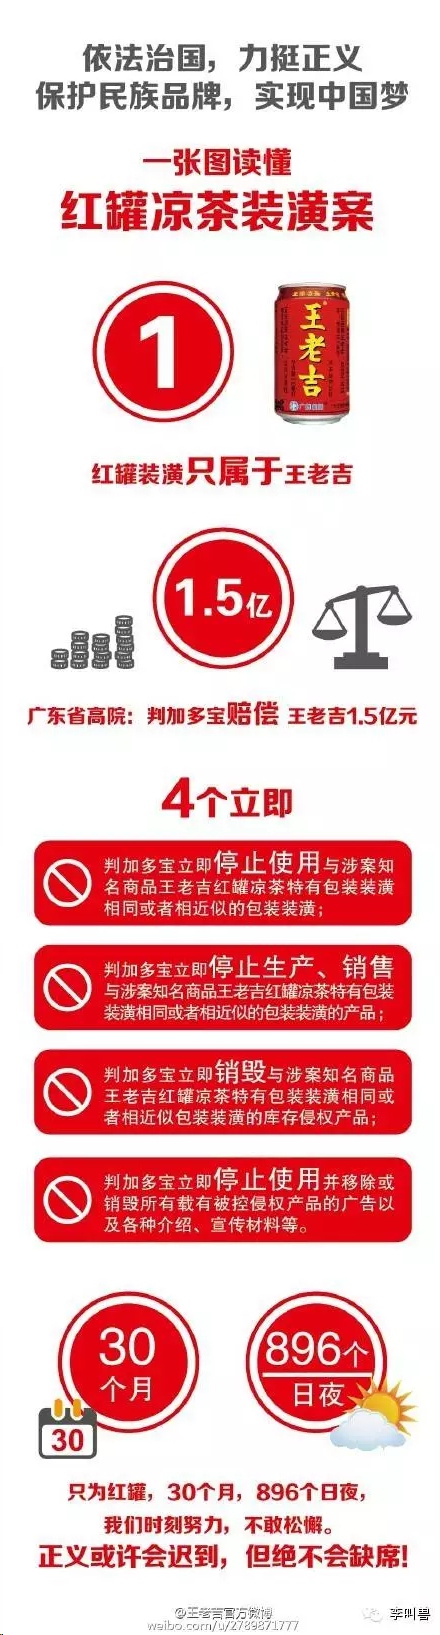 依法治国，力挺正义
保护民族品牌，实现中国梦
一张图读懂
红罐凉茶装潢案
1
王老吉
红罐装潢只属于王老吉
1.5亿
广东省高院：判加多宝赔偿 王老吉1.5亿元
4个立即
判加多宝立即停止使用与涉案知
名商品王老吉红罐凉茶特有包装装潢
相同或者相近似的包装装潢；
判加多宝立即停止生产、销售
与涉案知名商品王老吉红罐凉茶特有包装
装潢相同或者相近似的包装装潢的产品；
判加多宝立即销毁与涉案知名商品
王老吉红罐凉茶特有包装装潢相同或
者相近似包装装潢的库存侵权产品；
判加多宝立即停止使用并移除或
销毁所有载有被控侵权产品的广告以
及各种介绍、宣传材料等。
30
个月
30
896个
日夜
只为红罐，30个月，896个日夜，
我们时刻努力，不敢松懈。
正义或许会迟到，但绝不会缺席！
@王老吉官方微博
weibo.com/u/2789871777
李叫兽